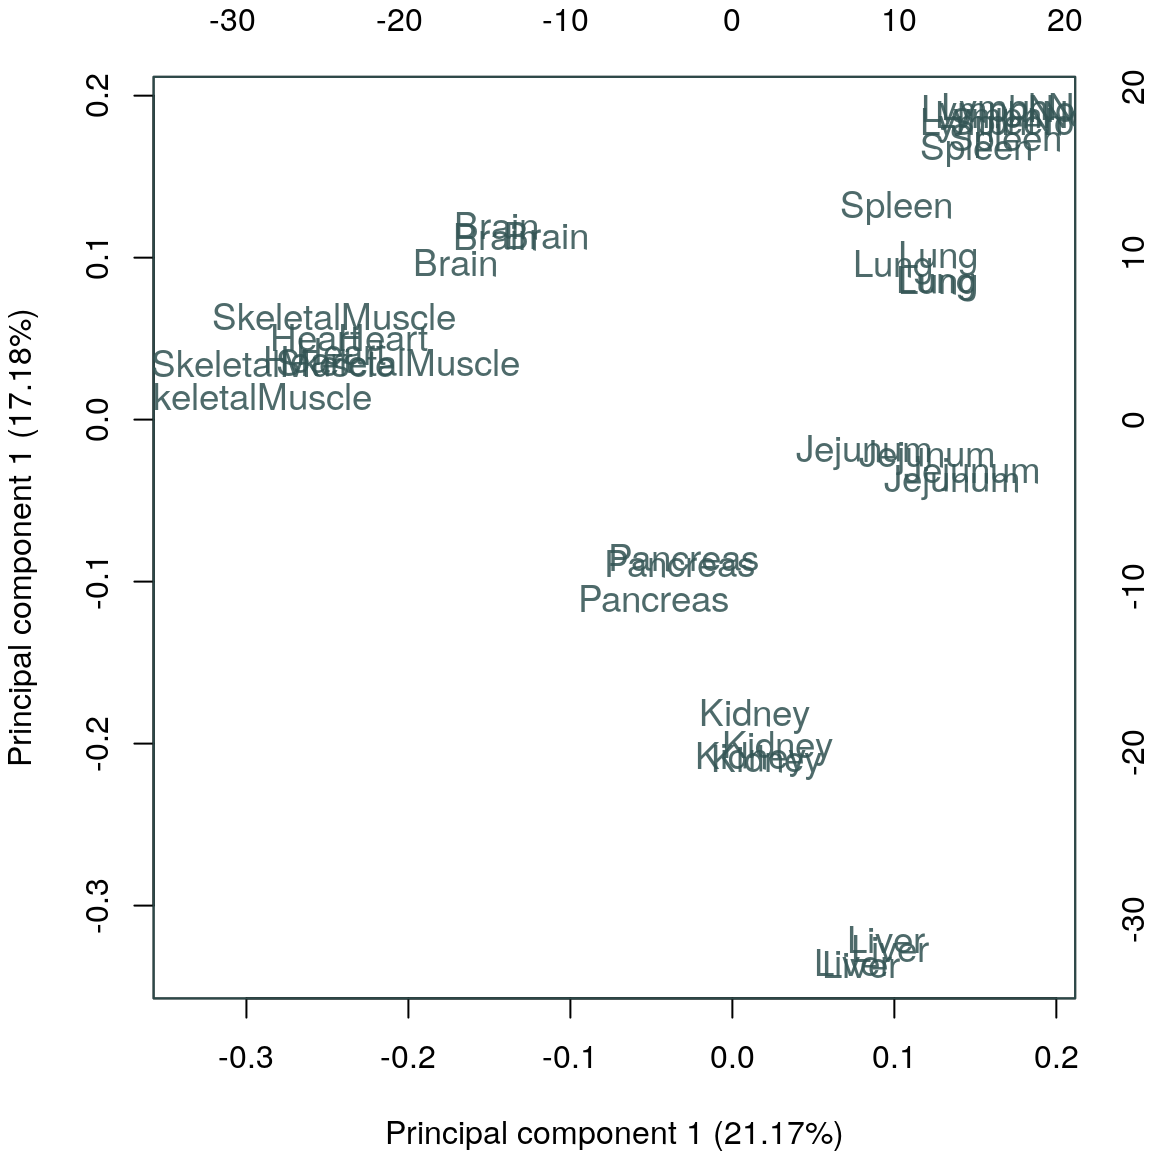 -30 -20 -10 0 10 20
0.2
20
Spleen
Spleen
Spleen
Brain
Brain
Brain
Brain
0.1
10
Lung
Lung
Lung
Lung
SkeletalMuscle
Heart
Heart
Heart
SkeletalMuscle
SkeletalMuscle
keletalMuscle
0.0
0
Jejunum
Jejunum
Jejunum
Jejunum
Pancreas
Pancreas
Pancreas
-0.1
-10
Kidney
Kidney
Kidney
Kidney
-0.2
-20
-0.3
-30
Liver
Liver
Liver
Liver
-0.3 -0.2 -0.1 0.0 0.1 0.2
Principal component 1 (17.18%)
Principal component 1 (21.17%)